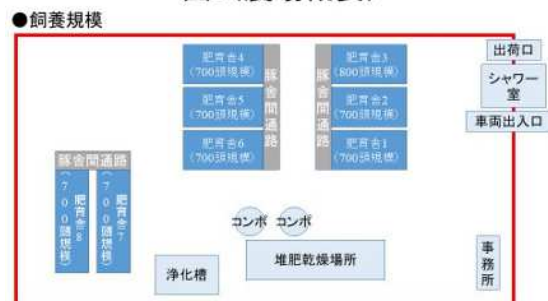 ●飼養規模
肥育舎4
(700頭規模)
肥育舎5
(700頭規模)
肥育舎6
(700頭規模)
豚舎間通路
豚舎間通路
肥育舎3
(800頭規模)
肥育舎2
(700頭規模)
肥育舎1
(700頭規模)
出荷口
シャワー
室
車両出入口
豚舎間通路
肥育舎8
(700頭規模)
肥育舎7
(700頭規模)
コンポ
コンポ
浄化槽
堆肥乾燥場所
事務所